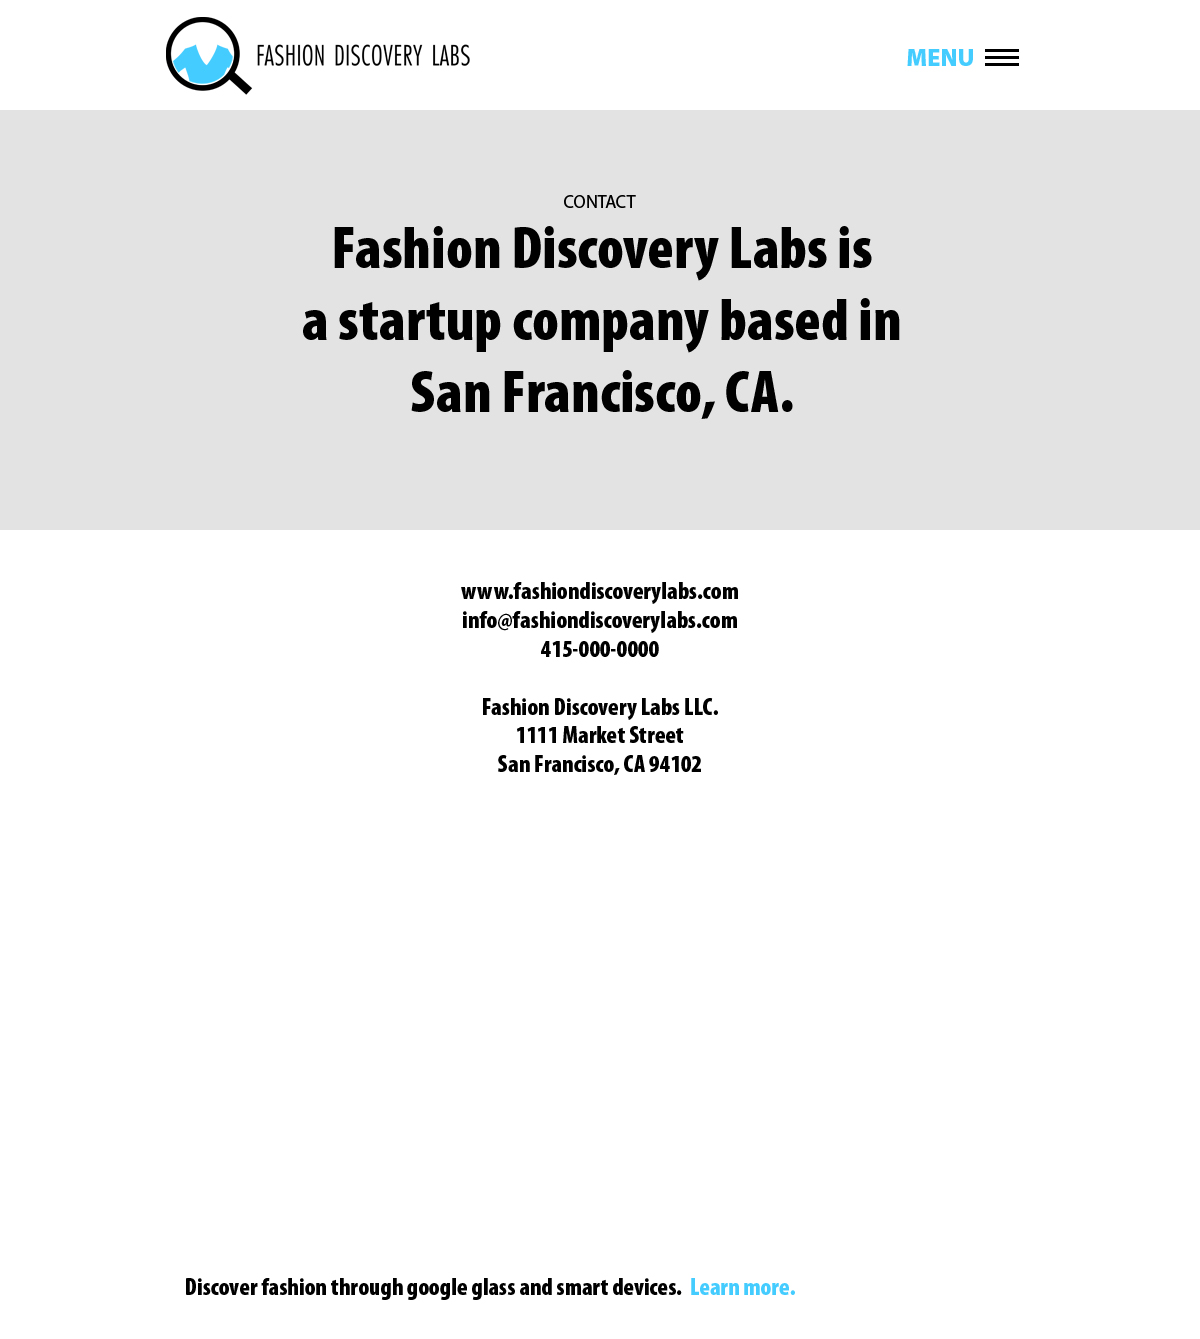 FASHION DISCOVERY LABS
MENU
CONTACT
Fashion Discovery Labs is
a startup company based in
San Francisco, CA.
www.fashiondiscoverylabs.com
info@fashiondiscoverylabs.com
415-000-0000
Fashion Discovery Labs LLC.
1111 Market Street
San Francisco, CA 94102
Discover fashion through google glass and smart devices. Learn more.